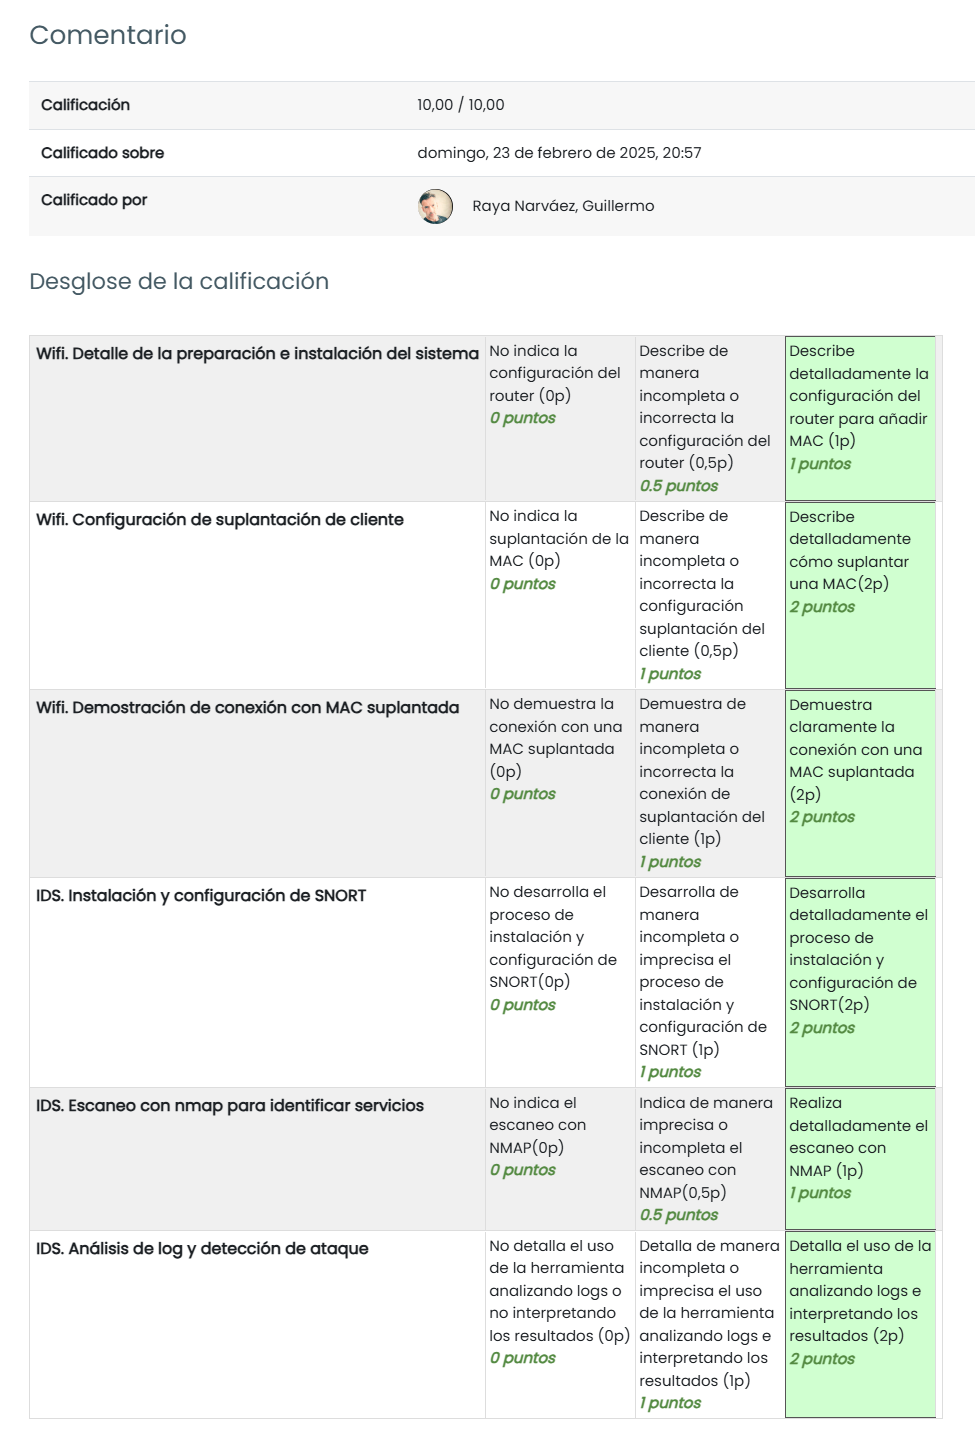 Comentario
Calificación
10,00 / 10,00
Calificado sobre
domingo, 23 de febrero de 2025, 20:57
Calificado por
Raya Narváez, Guillermo
Desglose de la calificación
Wifi. Detalle de la preparación e instalación del sistema
No indica la
configuración del
router (0p)
0 puntos
Describe de
manera
incompleta o
incorrecta la
configuración del
router (0,5p)
0.5 puntos
Describe
detalladamente la
configuración del
router para añadir
MAC (1p)
1 puntos
Wifi. Configuración de suplantación de cliente
No indica la
suplantación de la
MAC (0p)
0 puntos
Describe de
manera
incompleta o
incorrecta la
configuración
suplantación del
cliente (0,5p)
1 puntos
Describe
detalladamente
cómo suplantar
una MAC(2p)
2 puntos
Wifi. Demostración de conexión con MAC suplantada
No demuestra la
conexión con una
MAC suplantada
(0p)
0 puntos
Demuestra de
manera
incompleta o
incorrecta la
conexión de
suplantación del
cliente (1p)
1 puntos
Demuestra
claramente la
conexión con una
MAC suplantada
(2p)
2 puntos
IDS. Instalación y configuración de SNORT
No desarrolla el
proceso de
instalación y
configuración de
SNORT(0p)
0 puntos
Desarrolla de
manera
incompleta o
imprecisa el
proceso de
instalación y
configuración de
SNORT (1p)
1 puntos
Desarrolla
detalladamente el
proceso de
instalación y
configuración de
SNORT(2p)
2 puntos
IDS. Escaneo con nmap para identificar servicios
No indica el
escaneo con
NMAP(0p)
0 puntos
Indica de manera
imprecisa o
incompleta el
escaneo con
NMAP(0,5p)
0.5 puntos
Realiza
detalladamente el
escaneo con
NMAP (1p)
1 puntos
IDS. Análisis de log y detección de ataque
No detalla el uso
de la herramienta
analizando logs o
no interpretando
los resultados (0p)
0 puntos
Detalla de manera
incompleta o
imprecisa el uso
de la herramienta
analizando logs e
interpretando los
resultados (1p)
1 puntos
Detalla el uso de la
herramienta
analizando logs e
interpretando los
resultados (2p)
2 puntos